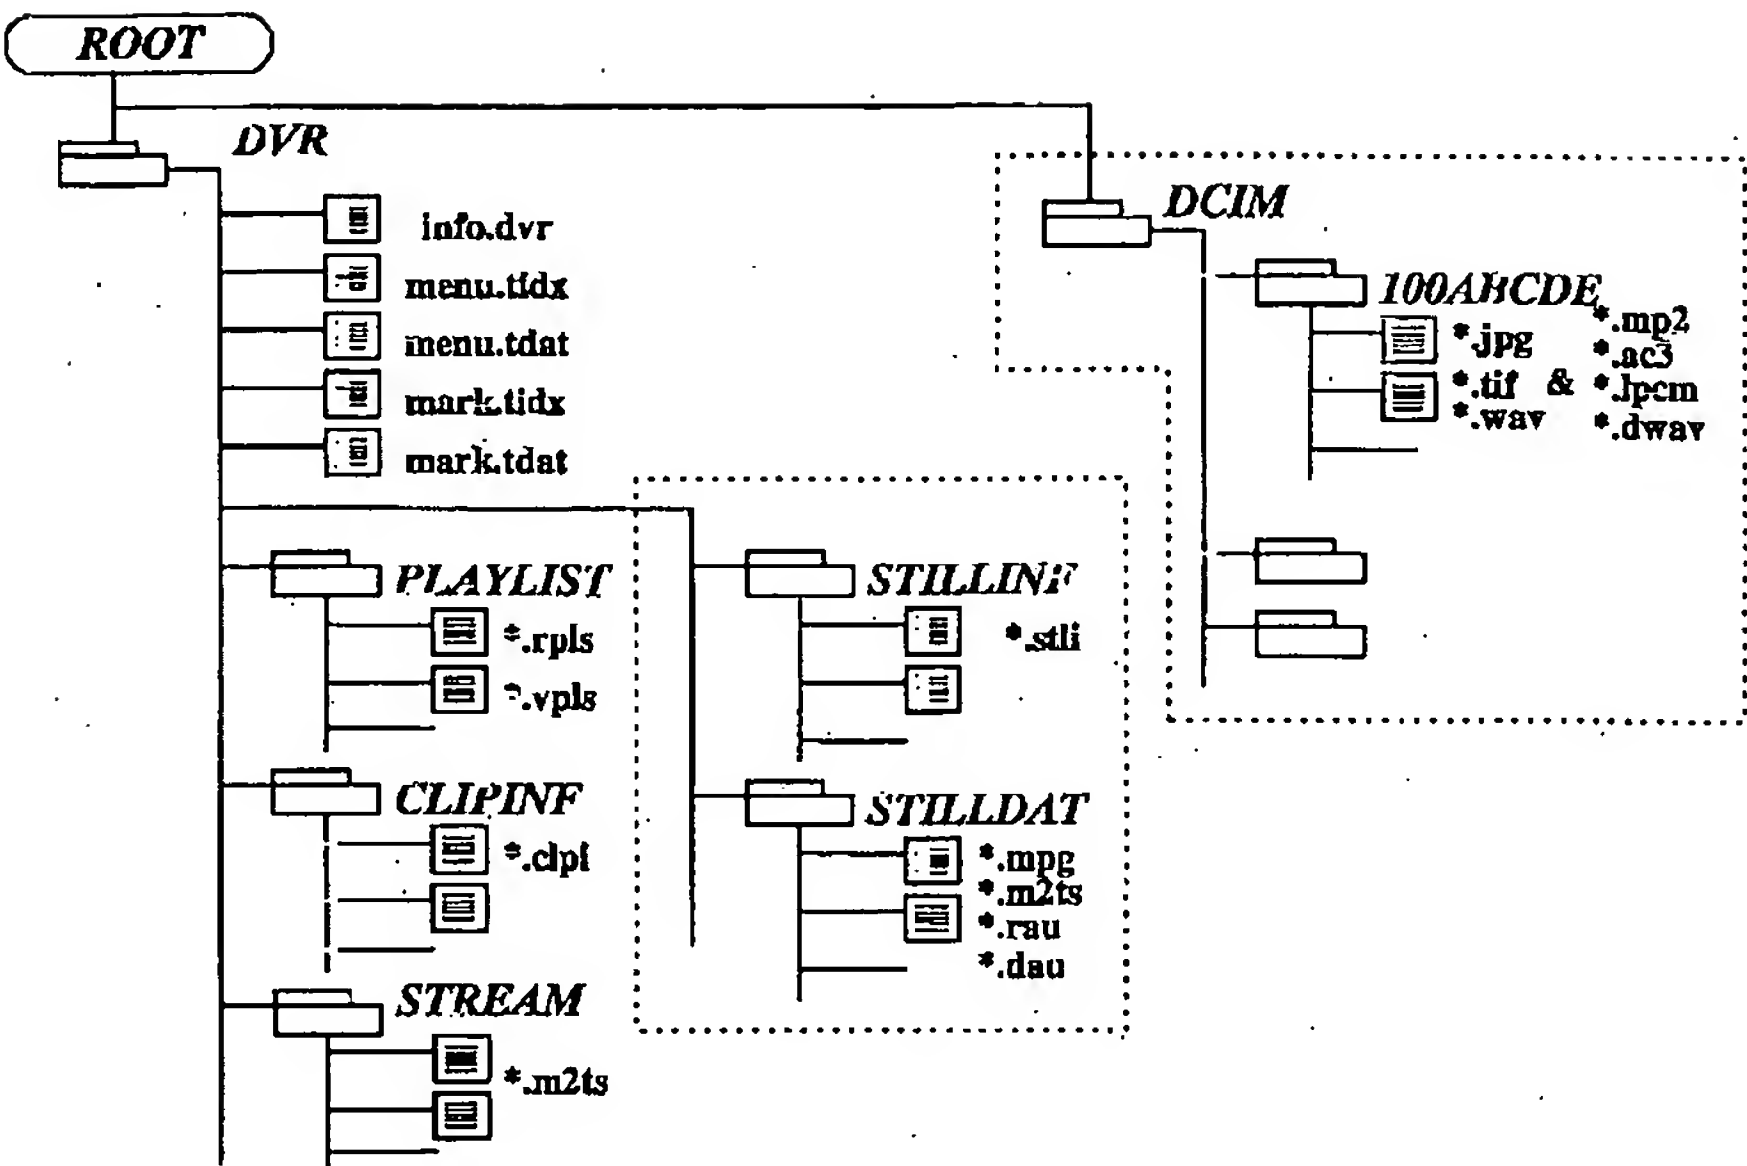 ROOT
DVR
info.dvr
menu.tidx
menu.tdat
mark.tidx
mark.tdat
PLAYLIST
*.rpls
*.vpls
CLIPINF
*.clpi
STREAM
*.m2ts
STILLINF
*.stli
STILLDAT
*.mpg
*.m2ts
*.rau
*.dau
DCIM
100ABCDE
*.jpg
*.tif &
*.wav
*.mp2
*.ac3
*.lpcm
*.dwav